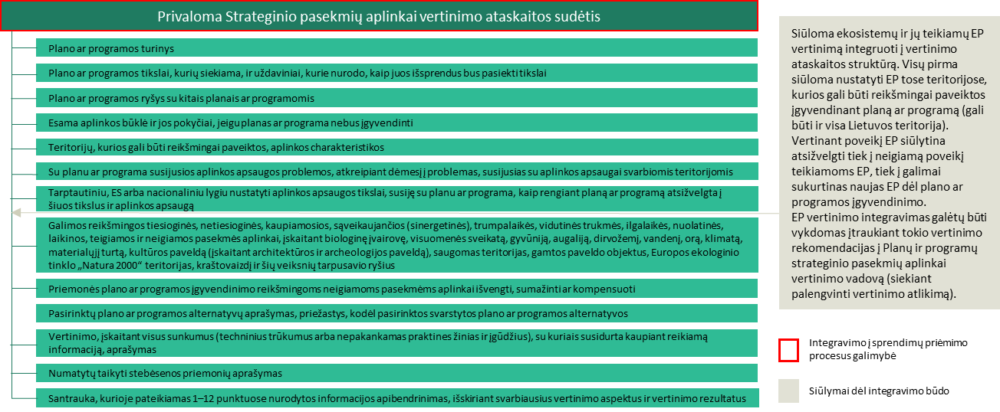 Privaloma Strateginio pasekmių aplinkai vertinimo ataskaitos sudėtis
Plano ar programos turinys
Plano ar programos tikslai, kurių siekiama, ir uždaviniai, kurie nurodo, kaip juos išsprendus bus pasiekti tikslai
Plano ar programos ryšys su kitais planais ar programomis
Esama aplinkos būklė ir jos pokyčiai, jeigu planas ar programa nebus įgyvendinti
Teritorijų, kurios gali būti reikšmingai paveiktos, aplinkos charakteristikos
Su planu ar programa susijusios aplinkos apsaugos problemos, atkreipiant dėmesį į problemas, susijusias su aplinkos apsaugai svarbiomis teritorijomis
Tarptautiniu, ES arba nacionaliniu lygiu nustatyti aplinkos apsaugos tikslai, susiję su planu ar programa, kaip rengiant planą ar programą atsižvelgta į
šiuos tikslus ir aplinkos apsaugą
Galimos reikšmingos tiesioginės, netiesioginės, kaupiamosios, sąveikaujančios (sinergetinės), trumpalaikės, vidutinės trukmės, ilgalaikės, nuolatinės,
laikinos, teigiamos ir neigiamos pasekmės aplinkai, įskaitant biologinę įvairovę, visuomenės sveikatą, gyvūniją, augaliją, dirvožemį, vandenį, orą, klimatą,
materialųjį turtą, kultūros paveldą (įskaitant architektūros ir archeologijos paveldą), saugomas teritorijas, gamtos paveldo objektus, Europos ekologinio
tinklo „Natura 2000“ teritorijas, kraštovaizdį ir šių veiksnių tarpusavio ryšius
Priemonės plano ar programos įgyvendinimo reikšmingoms neigiamoms pasekmėms aplinkai išvengti, sumažinti ar kompensuoti
Pasirinktų plano ar programos alternatyvų aprašymas, priežastys, kodėl pasirinktos svarstytos plano ar programos alternatyvos
Vertinimo, įskaitant visus sunkumus (techninius trūkumus arba nepakankamas praktines žinias ir įgūdžius), su kuriais susidurta kaupiant reikiamą
informaciją, aprašymas
Numatytų taikyti stebėsenos priemonių aprašymas
Santrauka, kurioje pateikiamas 1–12 punktuose nurodytos informacijos apibendrinimas, išskiriant svarbiausius vertinimo aspektus ir vertinimo rezultatus
Siūloma ekosistemų ir jų teikiamų EP
vertinimą integruoti į vertinimo
ataskaitos struktūrą. Visų pirma
siūloma nustatyti EP tose teritorijose,
kurios gali būti reikšmingai paveiktos
įgyvendinant planą ar programą (gali
būti ir visa Lietuvos teritorija).
Vertinant poveikį EP siūlytina
atsižvelgti tiek į neigiamą poveikį
teikiamoms EP, tiek į galimai
sukurtinas naujas EP dėl plano ar
programos įgyvendinimo.
EP vertinimo integravimas galėtų būti
vykdomas įtraukiant tokio vertinimo
rekomendacijas į Planų ir programų
strateginio pasekmių aplinkai
vertinimo vadovą (siekiant
palengvinti vertinimo atlikimą).
Integravimo į sprendimų priėmimo
procesus galimybė
Siūlymai dėl integravimo būdo